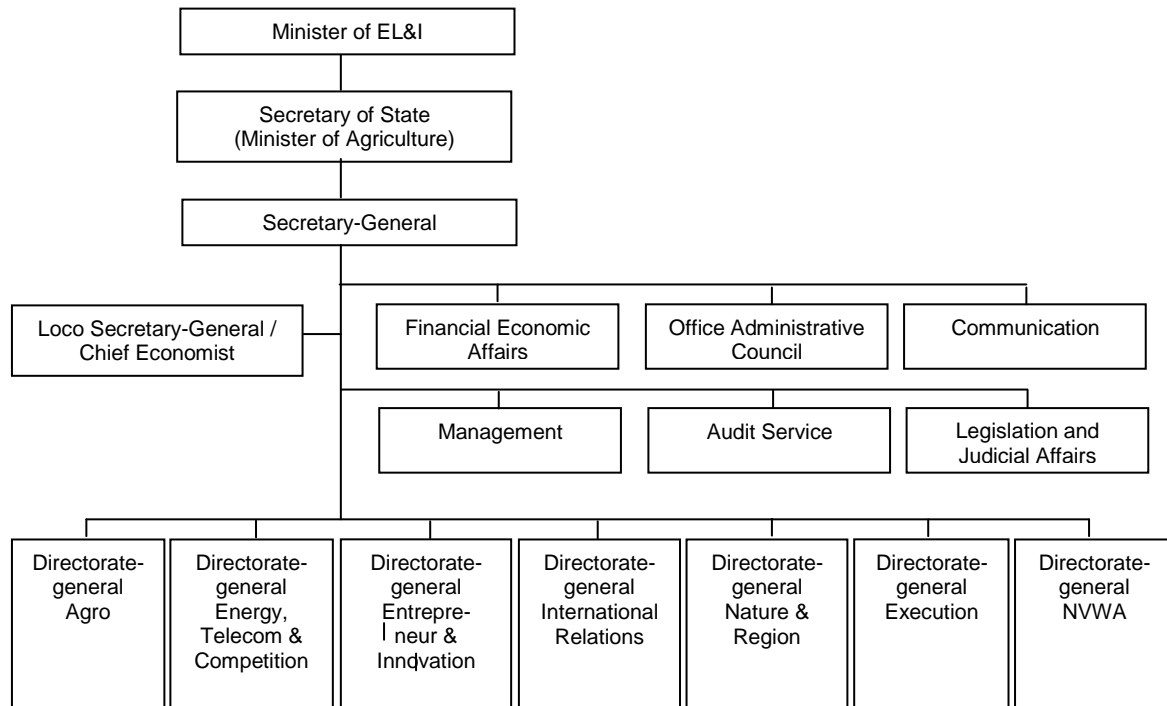 Minister of EL&I
Secretary of State
(Minister of Agriculture)
Secretary-General
Loco Secretary-General /
Chief Economist
Financial Economic
Affairs
Office Administrative
Council
Communication
Management
Audit Service
Legislation and
Judicial Affairs
Directorate-
general
Agro
Directorate-
general
Energy,
Telecom &
Competition
Directorate-
general
Entrepre-
neur &
Innovation
Directorate-
general
International
Relations
Directorate-
general
Nature &
Region
Directorate-
general
Execution
Directorate-
general
NVWA